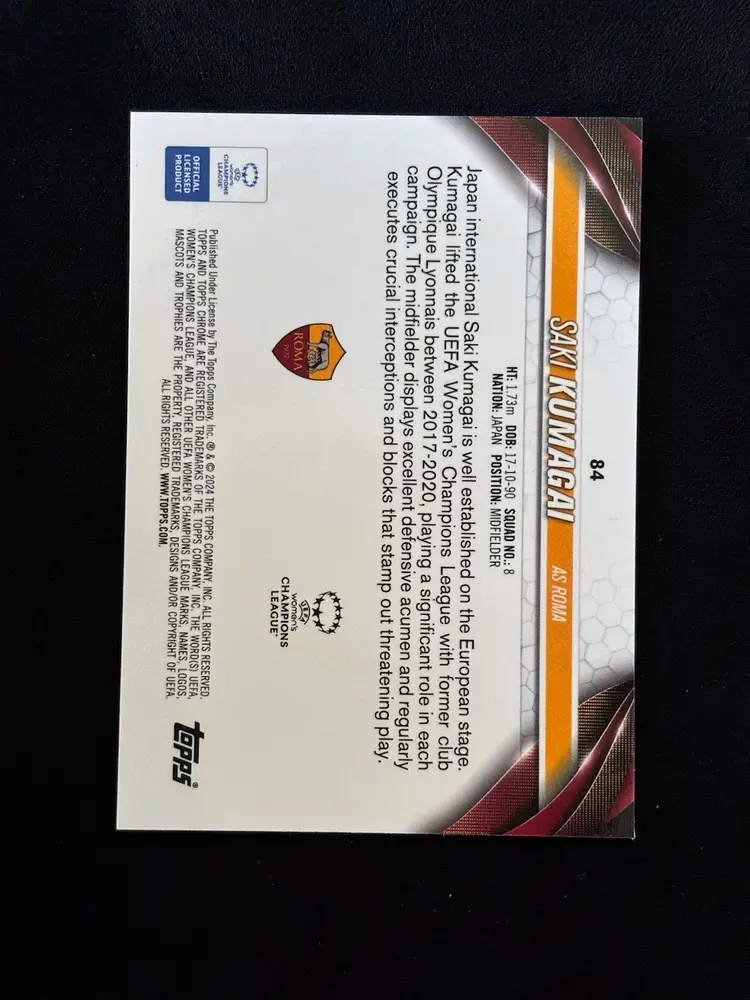 84
SAKI KUMAGAI AS ROMA
HT: 1.73m DOB: 17-10-90 SQUAD NO.: 8
NATION: JAPAN POSITION: MIDFIELDER
Japan international Saki Kumagai is well established on the European stage.
Kumagai lifted the UEFA Women's Champions League with former club
Olympique Lyonnais between 2017-2020, playing a significant role in each
campaign. The midfielder displays excellent defensive acumen and regularly
executes crucial interceptions and blocks that stamp out threatening play.
ROMA
1927
UEFA
women's
CHAMPIONS
LEAGUE®
UEFA
women's
CHAMPIONS
LEAGUE®
OFFICIAL
LICENSED
PRODUCT
Published Under License by The Topps Company, Inc. ® & © 2024 THE TOPPS COMPANY, INC. ALL RIGHTS RESERVED.
TOPPS AND TOPPS CHROME ARE REGISTERED TRADEMARKS OF THE TOPPS COMPANY, INC. THE WORD(S) UEFA,
WOMEN'S CHAMPIONS LEAGUE, AND ALL OTHER UEFA WOMEN'S CHAMPIONS LEAGUE MARKS, NAMES, LOGOS,
MASCOTS AND TROPHIES ARE THE PROPERTY, REGISTERED TRADEMARKS, DESIGNS AND/OR COPYRIGHT OF UEFA.
ALL RIGHTS RESERVED. WWW.TOPPS.COM.
topps®